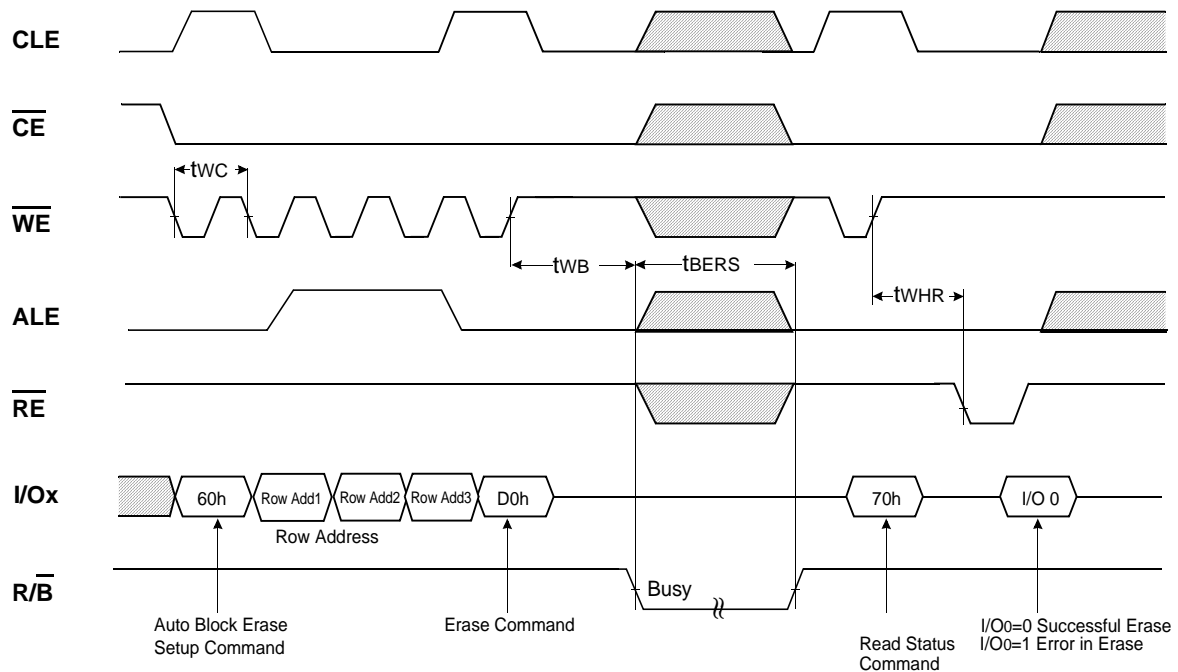 CLE
CE
tWC
WE
tWB
tBERS
tWHR
ALE
RE
I/Ox
60h
Row Add1
Row Add2
Row Add3
D0h
70h
I/O 0
Row Address
R/B
Busy
Auto Block Erase
Setup Command
Erase Command
Read Status
Command
I/O0=0 Successful Erase
I/O0=1 Error in Erase